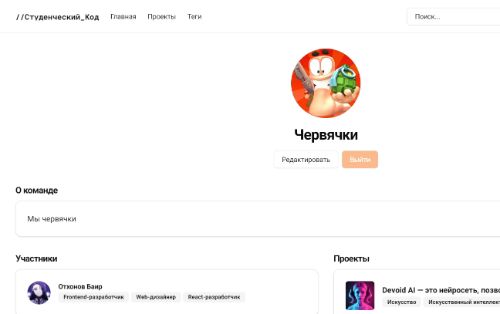 //Студенческий_Код Главная Проекты Теги Поиск...
Червячки
Редактировать Выйти
О команде
Мы червячки
Участники Проекты
Отхонов Баир
Frontend-разработчик Web-дизайнер React-разработчик
Devoid AI — это нейросеть, позво
Искусство Искусственный интеллек